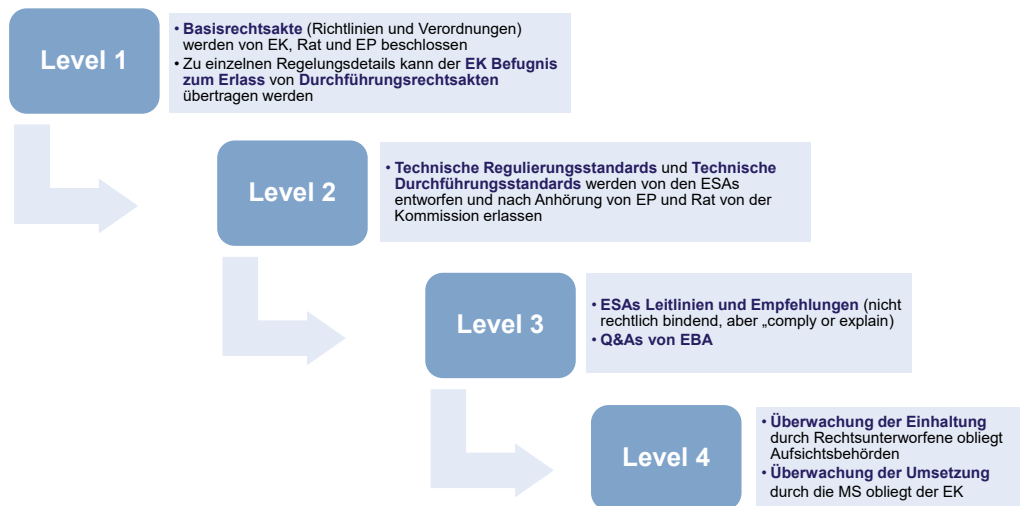 Level 1
• Basisrechtsakte (Richtlinien und Verordnungen)
werden von EK, Rat und EP beschlossen
• Zu einzelnen Regelungsdetails kann der EK Befugnis
zum Erlass von Durchführungsrechtsakten
übertragen werden
Level 2
• Technische Regulierungsstandards und Technische
Durchführungsstandards werden von den ESAs
entworfen und nach Anhörung von EP und Rat von der
Kommission erlassen
Level 3
• ESAs Leitlinien und Empfehlungen (nicht
rechtlich bindend, aber „comply or explain)
• Q&As von EBA
Level 4
• Überwachung der Einhaltung
durch Rechtsunterworfene obliegt
Aufsichtsbehörden
• Überwachung der Umsetzung
durch die MS obliegt der EK